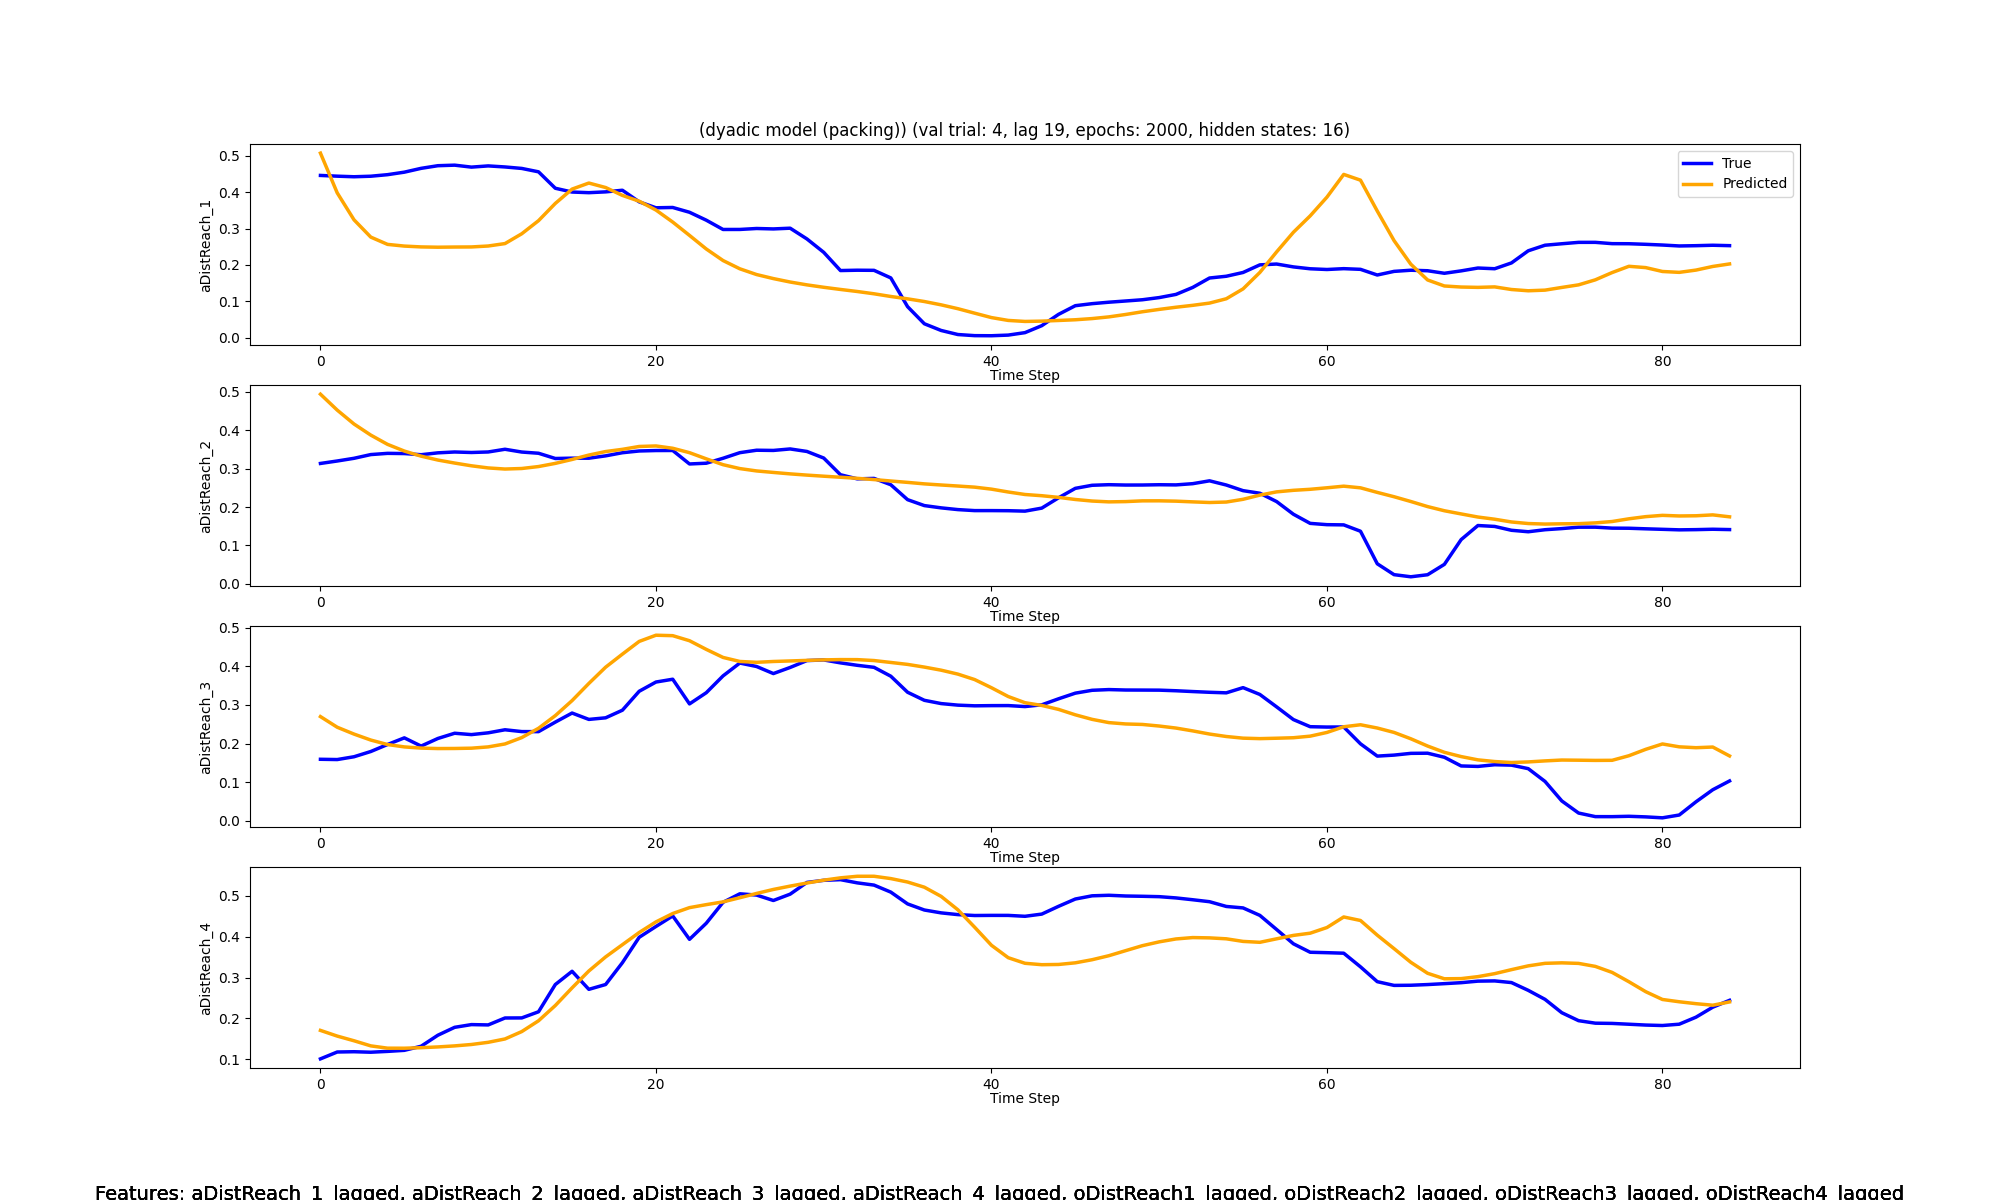 (dyadic model (packing)) (val trial: 4, lag 19, epochs: 2000, hidden states: 16)
0.5
0.4
0.3
0.2
0.1
0.0
aDistReach_1
True
Predicted
0 20 40 60 80
Time Step
0.5
0.4
0.3
0.2
0.1
0.0
aDistReach_2
0 20 40 60 80
Time Step
0.5
0.4
0.3
0.2
0.1
0.0
aDistReach_3
0 20 40 60 80
Time Step
0.5
0.4
0.3
0.2
0.1
aDistReach_4
0 20 40 60 80
Time Step
Features: aDistReach_1_lagged, aDistReach_2_lagged, aDistReach_3_lagged, aDistReach_4_lagged, oDistReach1_lagged, oDistReach2_lagged, oDistReach3_lagged, oDistReach4_lagged